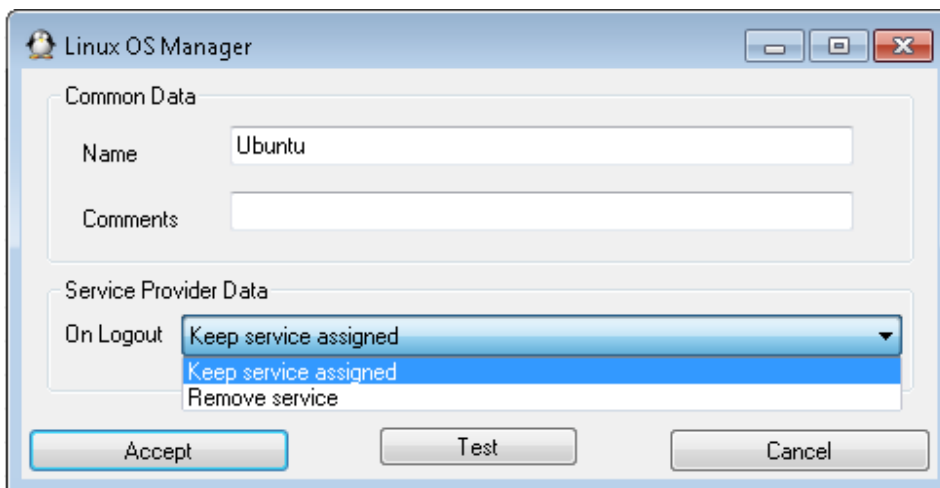 Linux OS Manager
Common Data
Name Ubuntu
Comments
Service Provider Data
On Logout Keep service assigned
Keep service assigned
Remove service
Accept Test Cancel